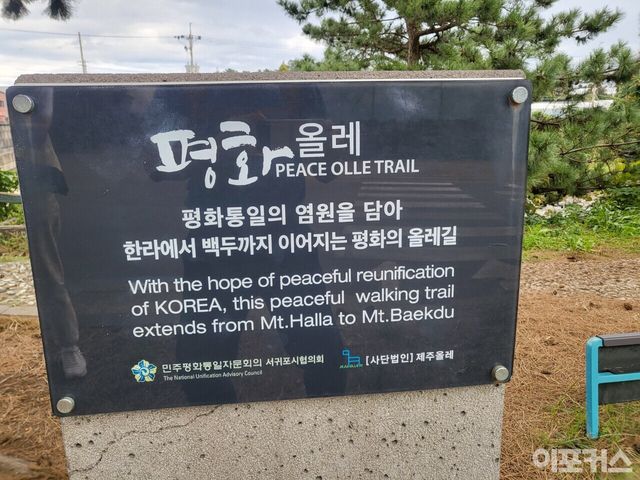 평화올레
PEACE OLLE TRAIL
평화통일의 염원을 담아
한라에서 백두까지 이어지는 평화의 올레길
With the hope of peaceful reunification
of KOREA, this peaceful walking trail
extends from Mt.Halla to Mt.Baekdu
민주평화통일자문회의 서귀포시협의회
The National Unification Advisory Council
[사단법인] 제주올레
이포커스